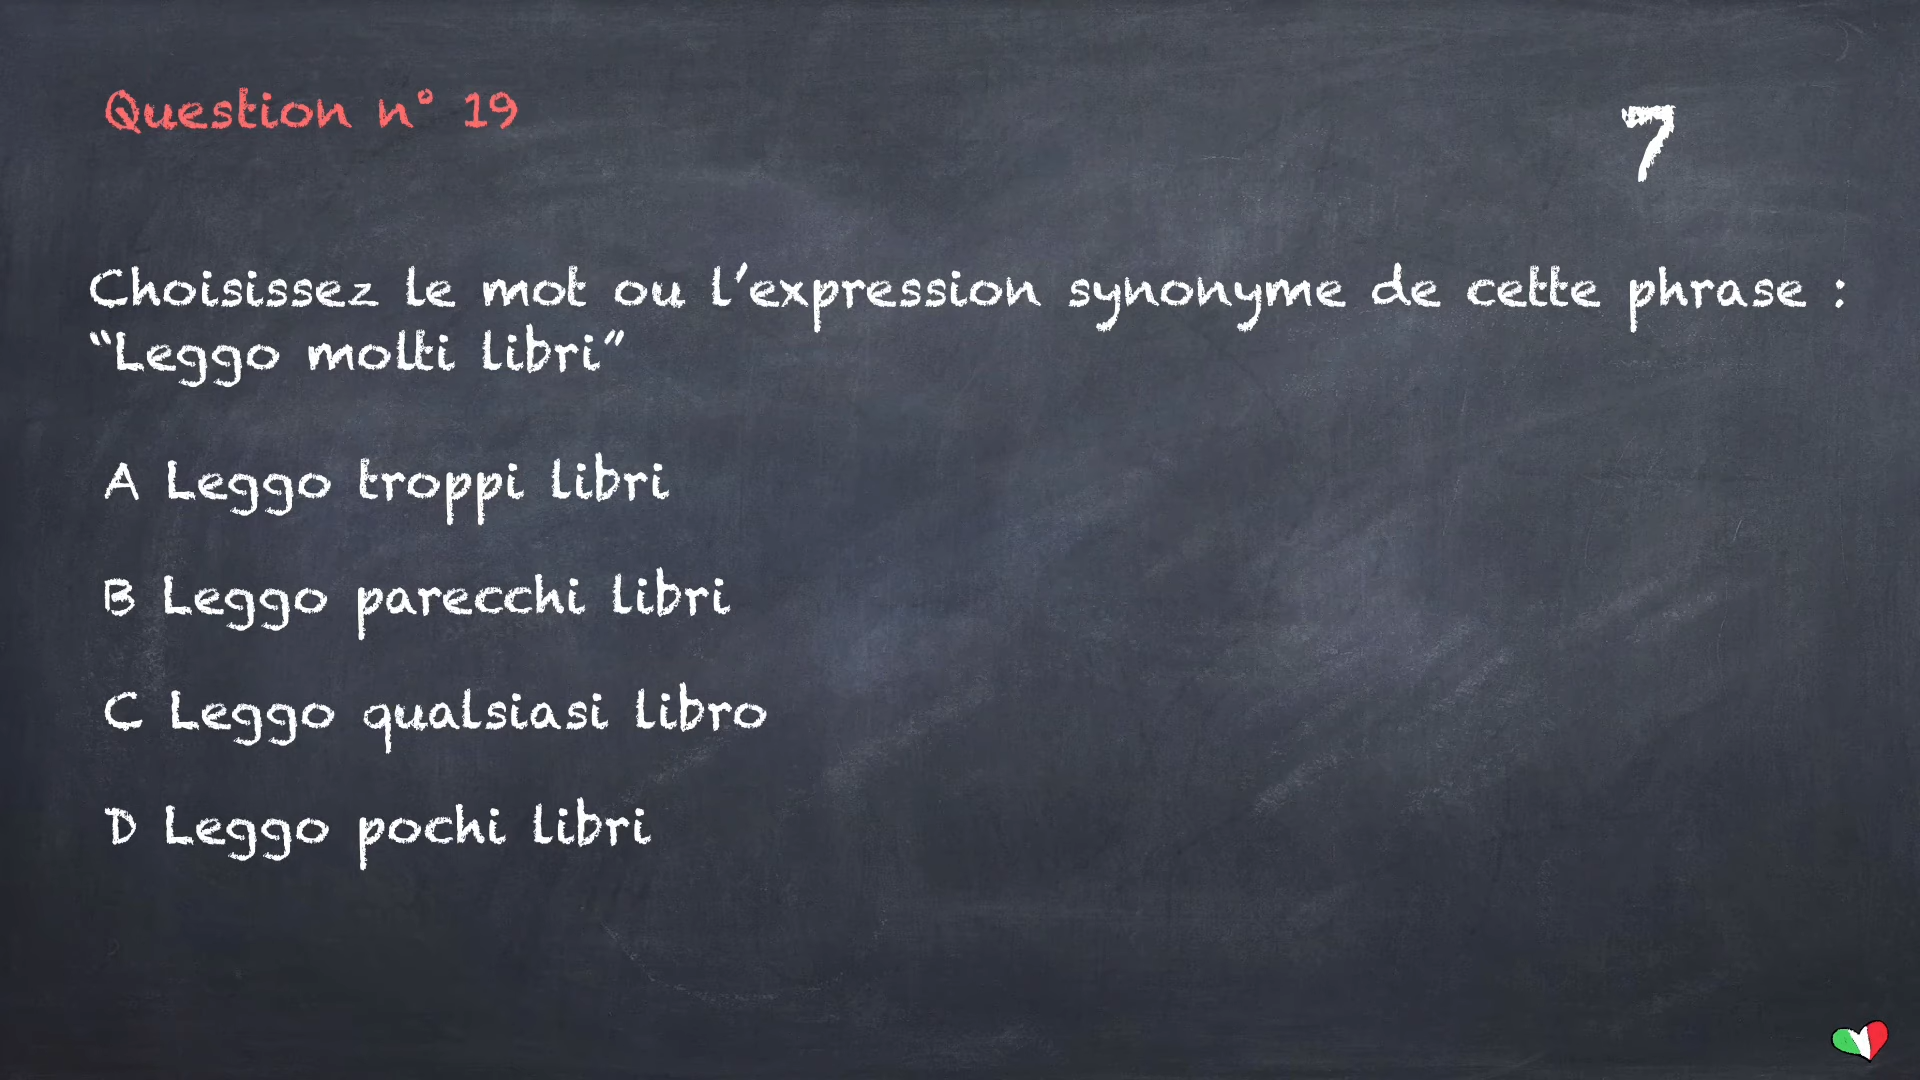 Question n° 19
7
Choisissez le mot ou l'expression synonyme de cette phrase :
“Leggo molti libri”
A Leggo troppi libri
B Leggo parecchi libri
C Leggo qualsiasi libro
D Leggo pochi libri